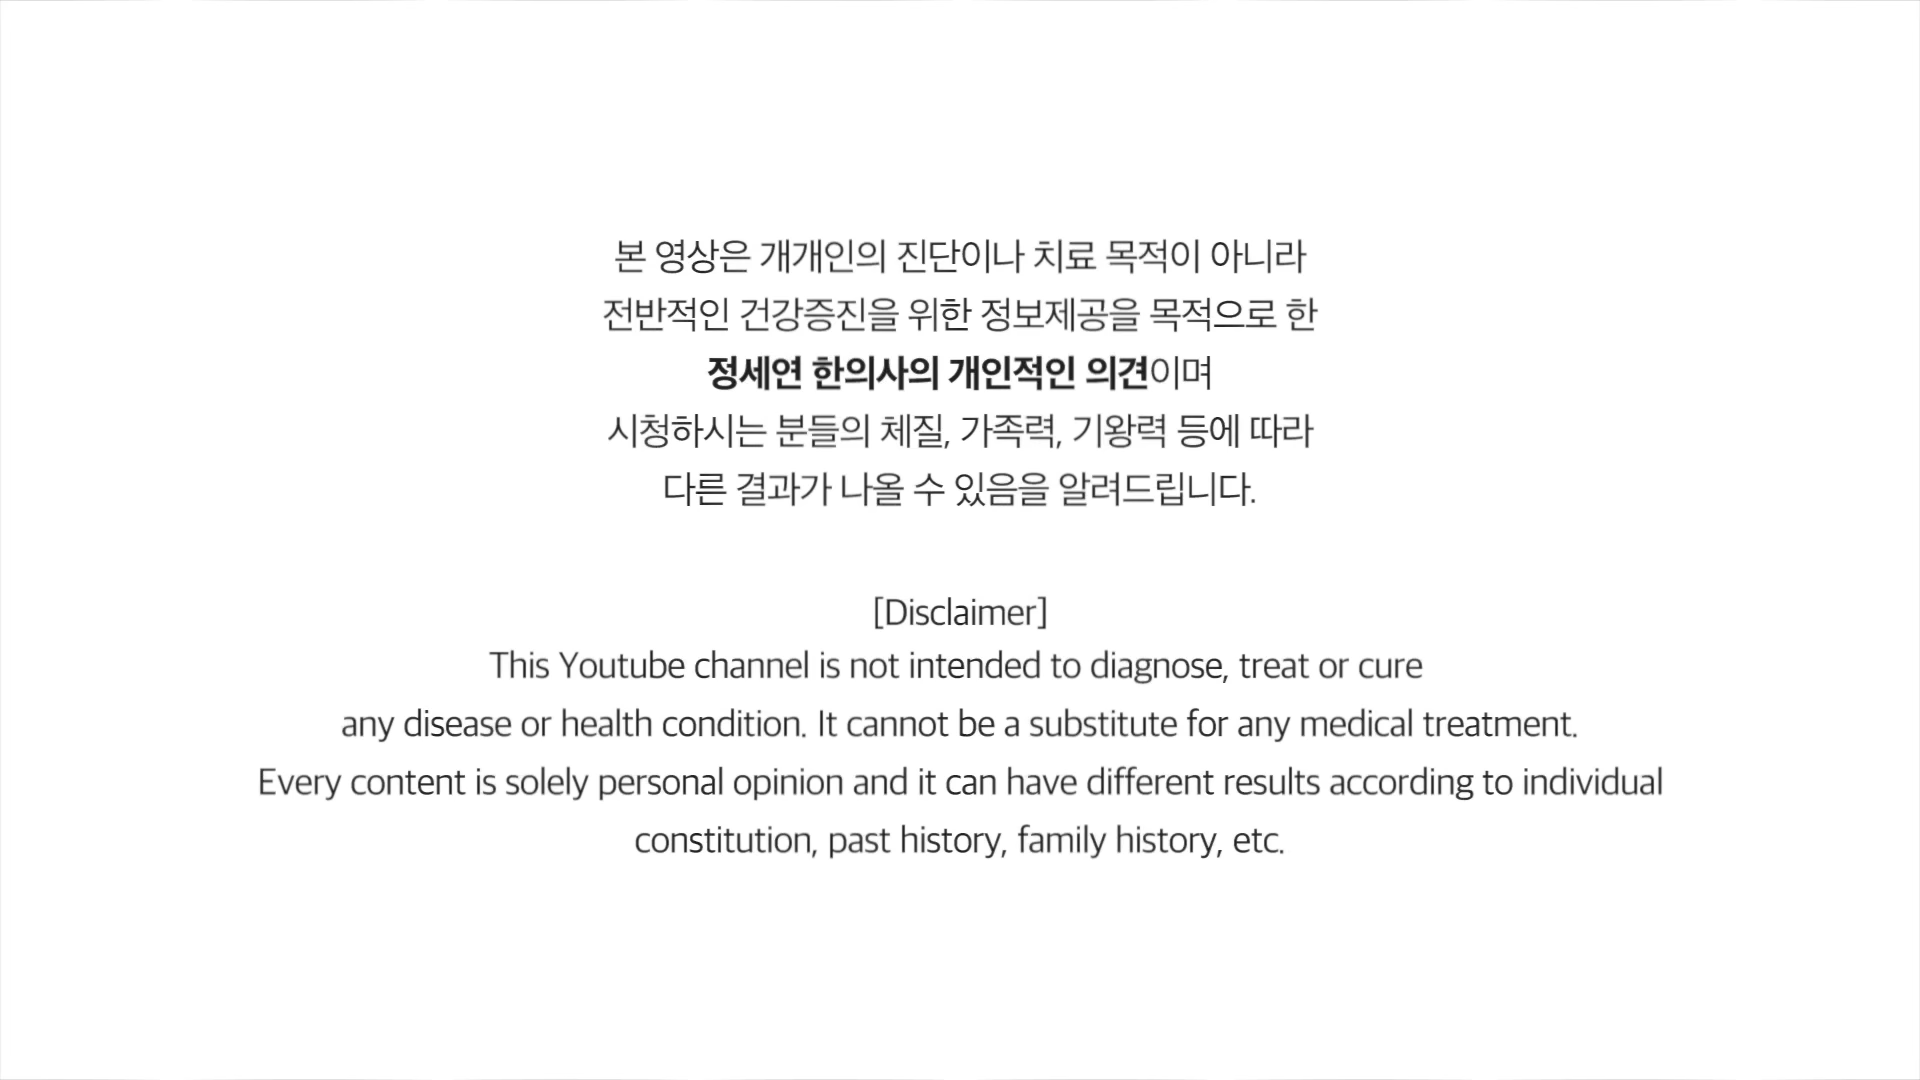 본 영상은 개개인의 진단이나 치료 목적이 아니라
전반적인 건강증진을 위한 정보제공을 목적으로 한
정세연 한의사의 개인적인 의견이며
시청하시는 분들의 체질, 가족력, 기왕력 등에 따라
다른 결과가 나올 수 있음을 알려드립니다.
[Disclaimer]
This Youtube channel is not intended to diagnose, treat or cure
any disease or health condition. It cannot be a substitute for any medical treatment.
Every content is solely personal opinion and it can have different results according to individual
constitution, past history, family history, etc.